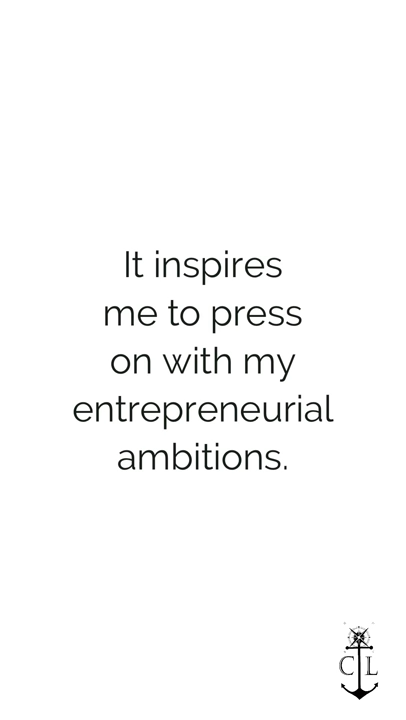 It inspires
me to press
on with my
entrepreneurial
ambitions.
C L